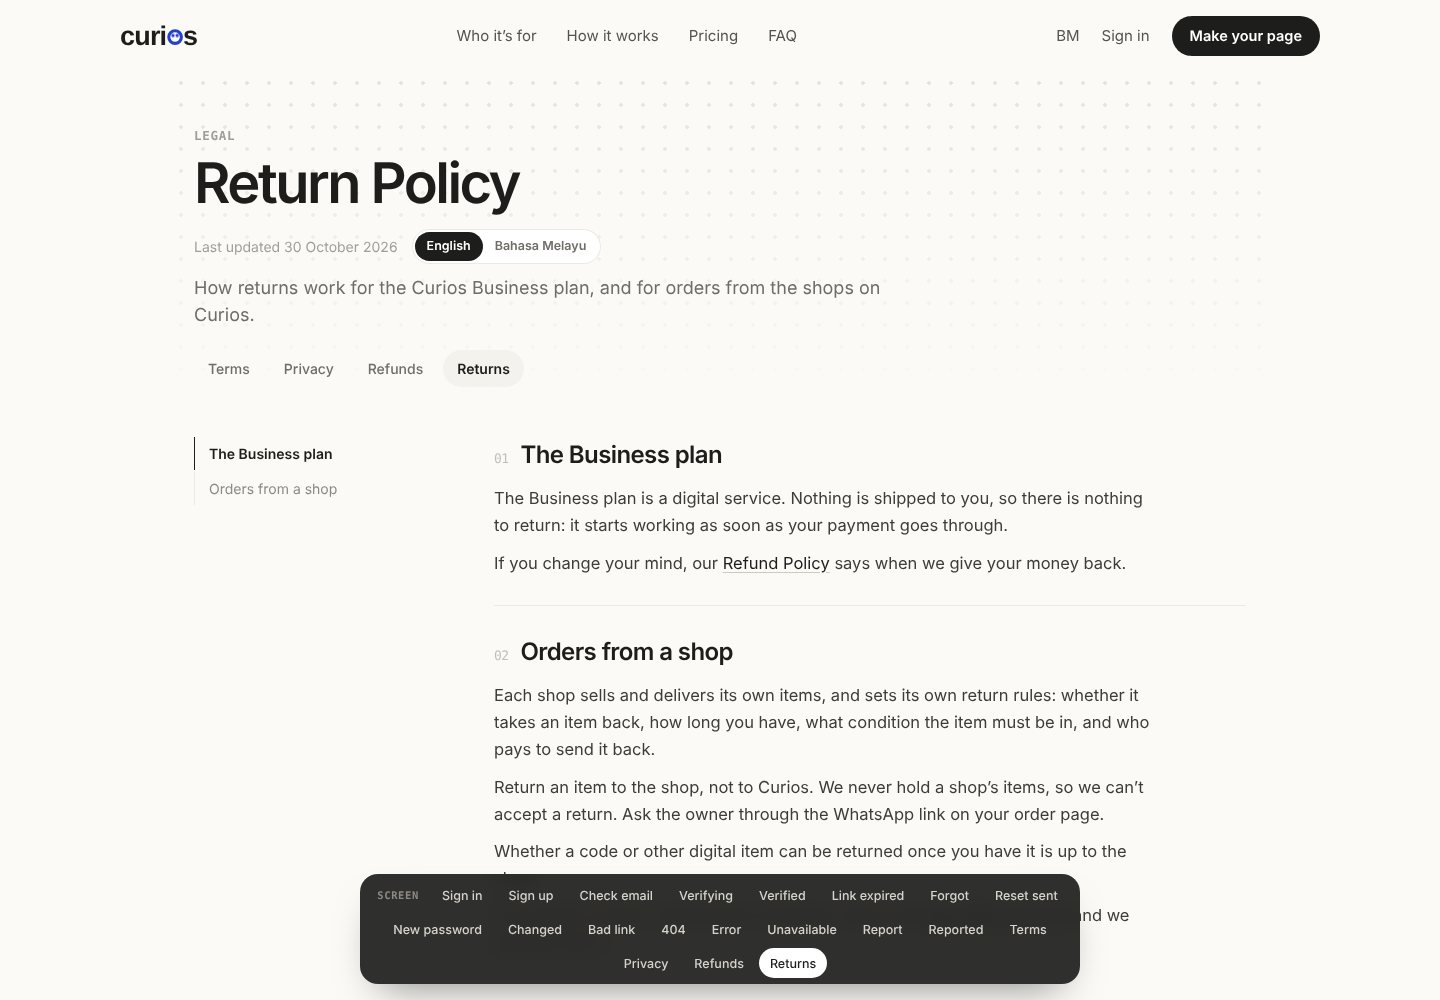 curios
Who it’s for
How it works
Pricing
FAQ
BM
Sign in
Make your page
LEGAL
Return Policy
Last updated 30 October 2026
English
Bahasa Melayu
How returns work for the Curios Business plan, and for orders from the shops on
Curios.
Terms
Privacy
Refunds
Returns
The Business plan
Orders from a shop
01 The Business plan
The Business plan is a digital service. Nothing is shipped to you, so there is nothing
to return: it starts working as soon as your payment goes through.
If you change your mind, our Refund Policy says when we give your money back.
02 Orders from a shop
Each shop sells and delivers its own items, and sets its own return rules: whether it
takes an item back, how long you have, what condition the item must be in, and who
pays to send it back.
Return an item to the shop, not to Curios. We never hold a shop’s items, so we can’t
accept a return. Ask the owner through the WhatsApp link on your order page.
Whether a code or other digital item can be returned once you have it is up to the
and we
SCREEN
Sign in
Sign up
Check email
Verifying
Verified
Link expired
Forgot
Reset sent
New password
Changed
Bad link
404
Error
Unavailable
Report
Reported
Terms
Privacy
Refunds
Returns